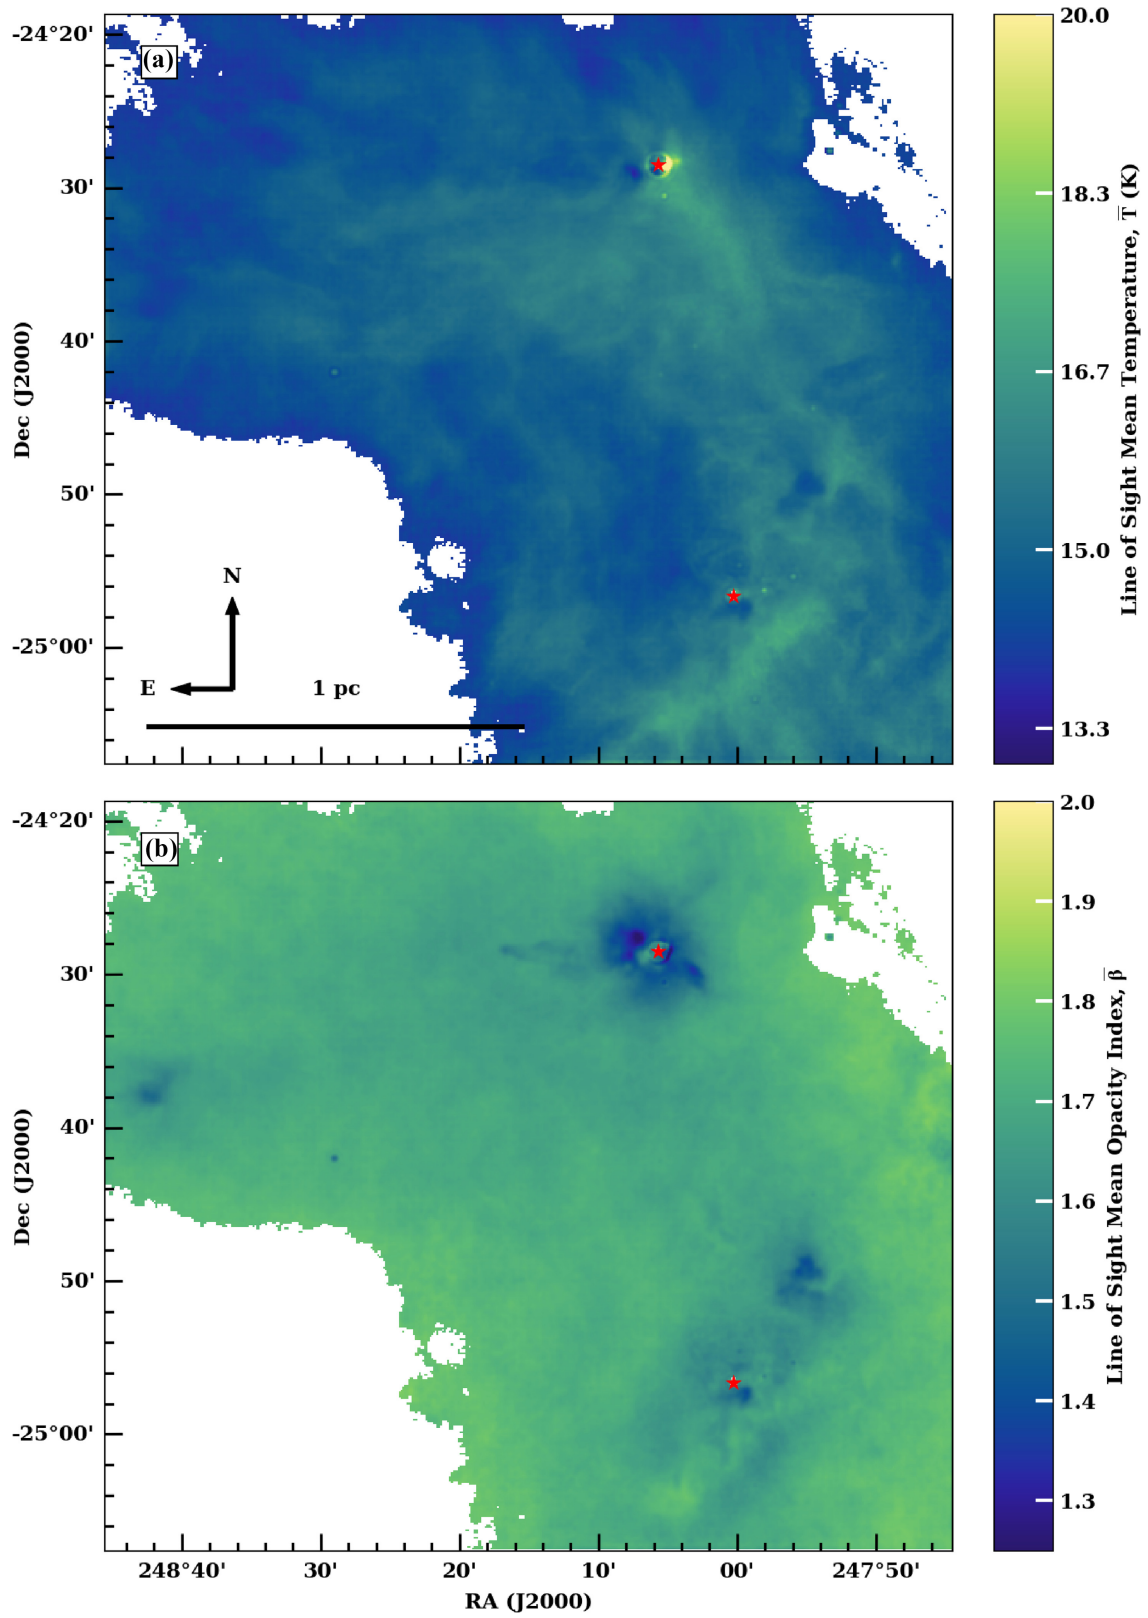 (a)
-24°20'
30'
40'
50'
-25°00'
Dec (J2000)
N
E
1 pc
20.0
18.3
16.7
15.0
13.3
Line of Sight Mean Temperature, T̅ (K)
(b)
-24°20'
30'
40'
50'
-25°00'
Dec (J2000)
248°40'
30'
20'
10'
00'
247°50'
RA (J2000)
2.0
1.9
1.8
1.7
1.6
1.5
1.4
1.3
Line of Sight Mean Opacity Index, β̅